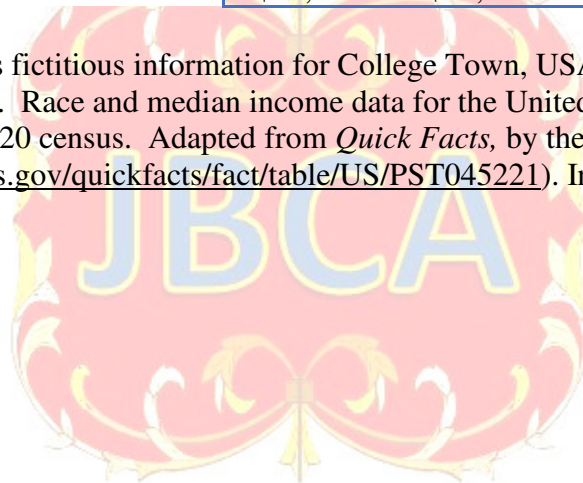 s fictitious information for College Town, USA
. Race and median income data for the United
20 census. Adapted from Quick Facts, by the
s.gov/quickfacts/fact/table/US/PST045221). In
JBCA